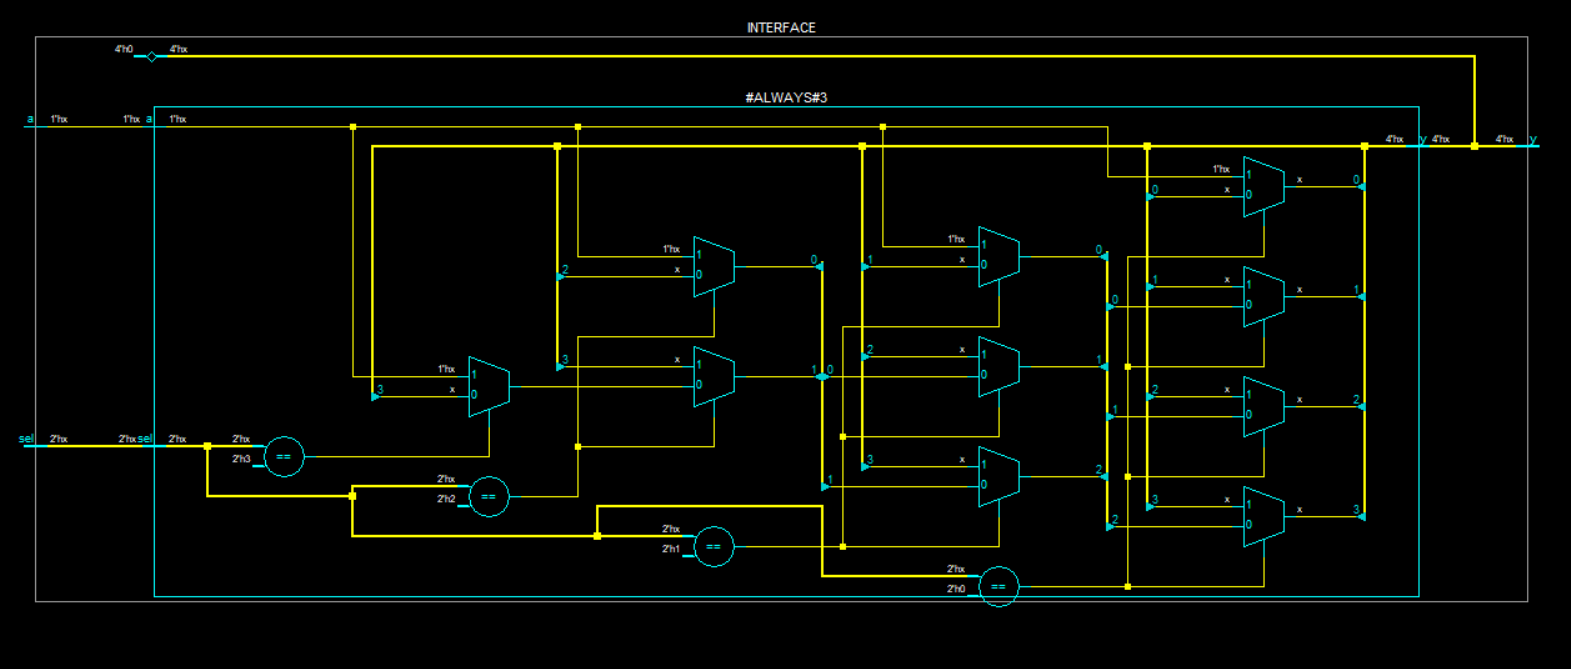 INTERFACE
4'h0 4'hx
#ALWAYS#3
a 1'hx 1'hx a 1'hx
4'hx y 4'hx 4'hx y
1'hx 1 x 0
0 x 0
1'hx 1 0
1'hx 1 0
2 x 0
1 x 0
0
1 x 1 x 1
0 0
3 x 1 0
2 x 1 1 0 0
1
1'hx 1
3 x 0
2 x 1 x 2
1 0
sel 2'hx 2'hx sel 2'hx 2'hx
2'h3 ==
3 x 1 2
1 0
2'hx
2'h2 ==
3 x 1 x 3
2 0
2'hx
2'h1 ==
2'hx
2'h0 ==